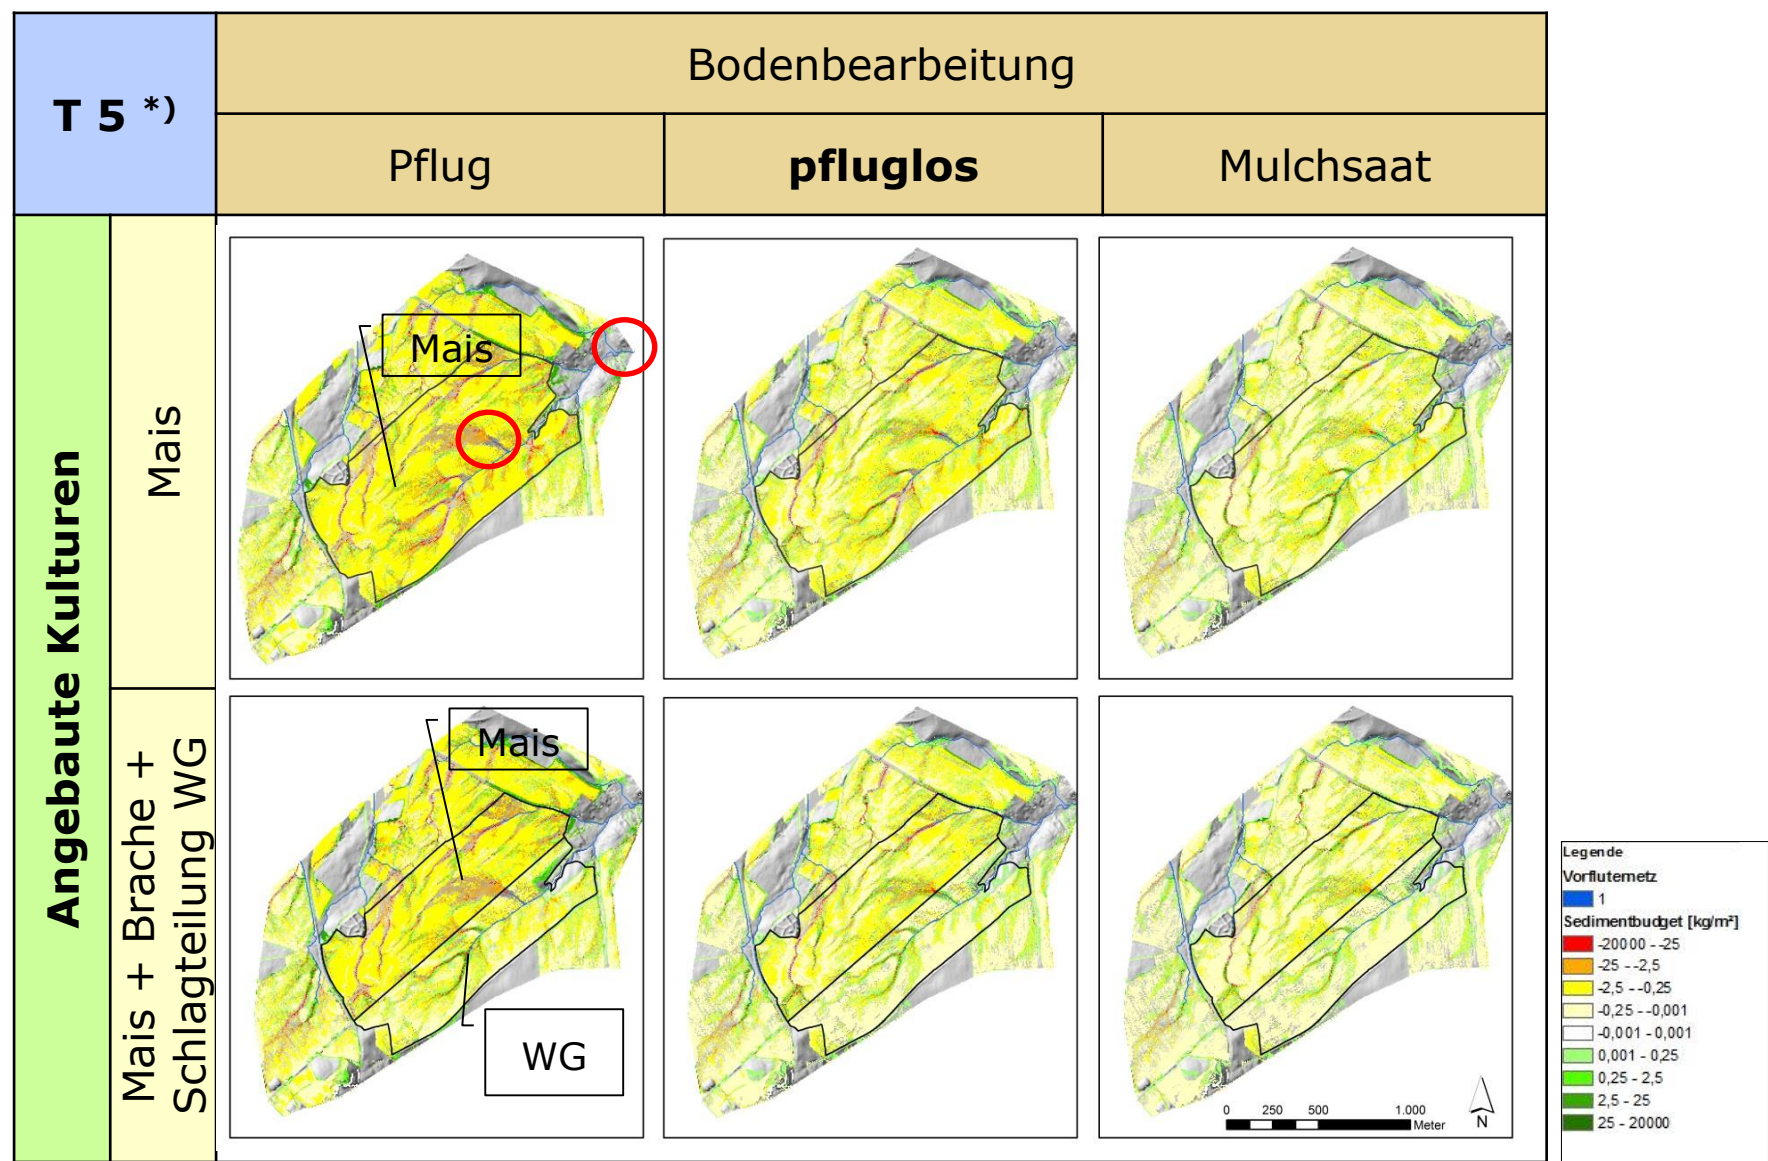 T 5 *)
Bodenbearbeitung
Pflug
pfluglos
Mulchsaat
Angebaute Kulturen
Mais
Mais
Mais + Brache +
Schlagteilung WG
Mais
WG
0 250 500 1.000
Meter
N
Legende
Vorfluternetz
1
Sedimentbudget [kg/m²]
-20000 - -25
-25 - -2,5
-2,5 - -0,25
-0,25 - -0,001
-0,001 - 0,001
0,001 - 0,25
0,25 - 2,5
2,5 - 25
25 - 20000